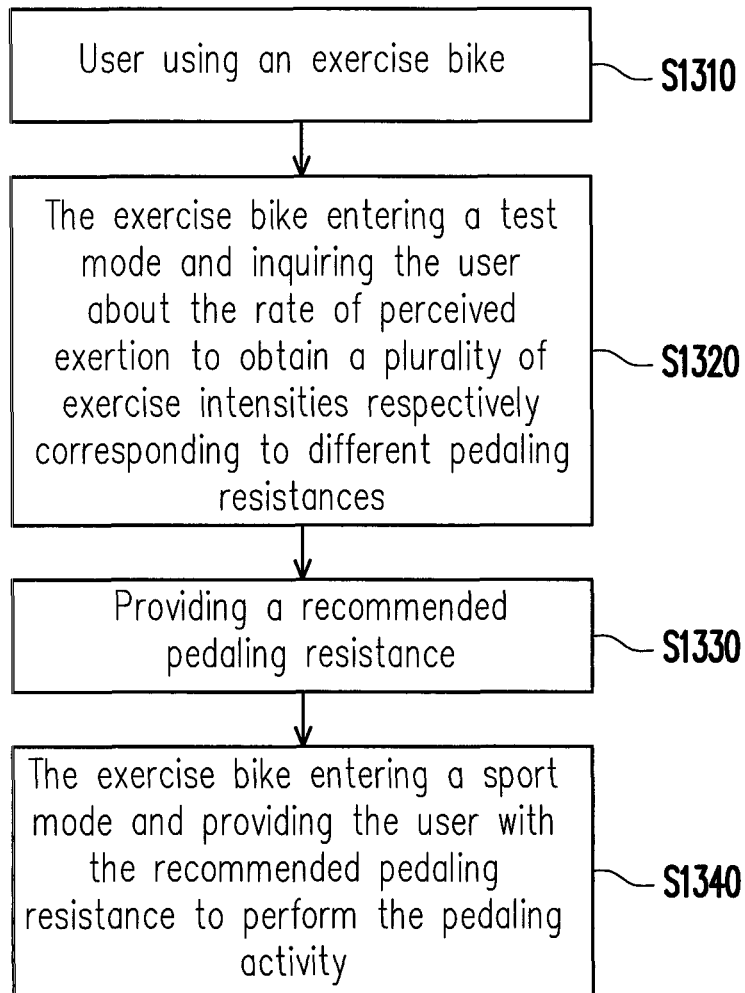 User using an exercise bike
S1310
The exercise bike entering a test
mode and inquiring the user
about the rate of perceived
exertion to obtain a plurality of
exercise intensities respectively
corresponding to different pedaling
resistances
S1320
Providing a recommended
pedaling resistance
S1330
The exercise bike entering a sport
mode and providing the user with
the recommended pedaling
resistance to perform the pedaling
activity
S1340